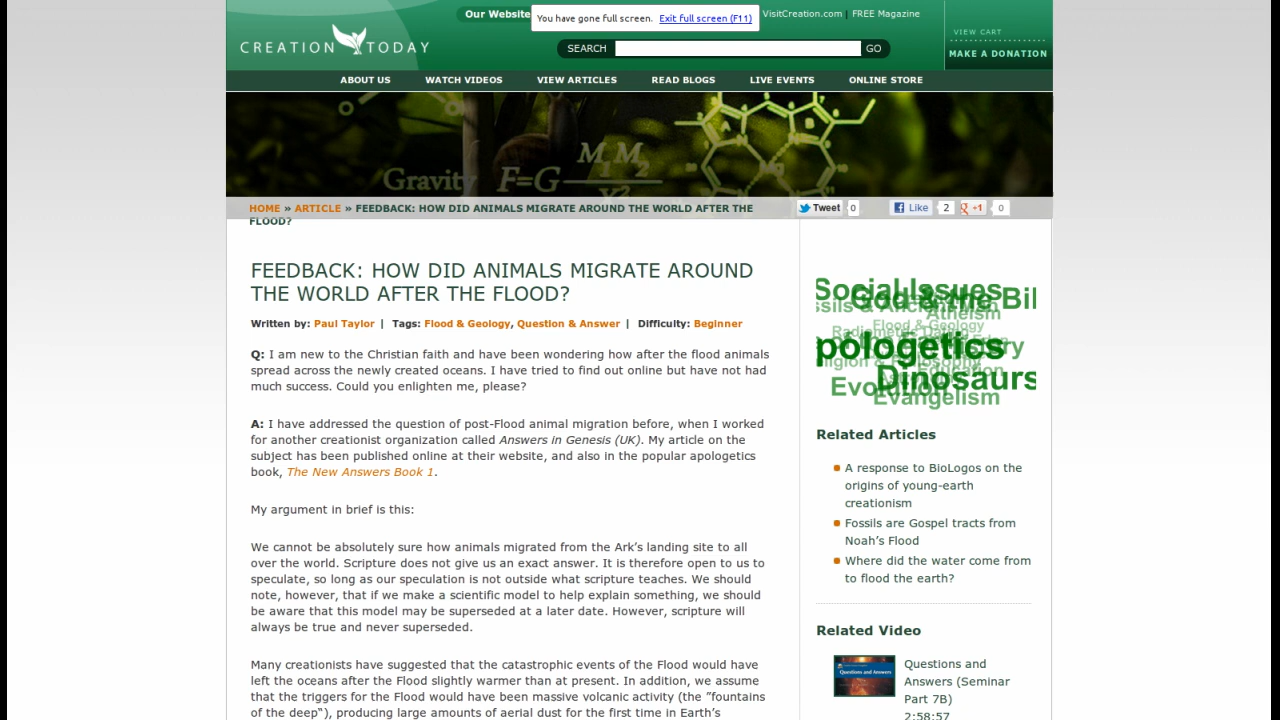 Our Website
You have gone full screen. Exit full screen (F11)
VisitCreation.com | FREE Magazine
VIEW CART
CREATION TODAY
SEARCH
GO
MAKE A DONATION
ABOUT US
WATCH VIDEOS
VIEW ARTICLES
READ BLOGS
LIVE EVENTS
ONLINE STORE
Gravity F=G M₁M₂
HOME » ARTICLE » FEEDBACK: HOW DID ANIMALS MIGRATE AROUND THE WORLD AFTER THE
FLOOD?
Tweet 0
Like 2
+1 0
FEEDBACK: HOW DID ANIMALS MIGRATE AROUND
THE WORLD AFTER THE FLOOD?
Written by: Paul Taylor | Tags: Flood & Geology, Question & Answer | Difficulty: Beginner
Q: I am new to the Christian faith and have been wondering how after the flood animals
spread across the newly created oceans. I have tried to find out online but have not had
much success. Could you enlighten me, please?
A: I have addressed the question of post-Flood animal migration before, when I worked
for another creationist organization called Answers in Genesis (UK). My article on the
subject has been published online at their website, and also in the popular apologetics
book, The New Answers Book 1.
My argument in brief is this:
We cannot be absolutely sure how animals migrated from the Ark’s landing site to all
over the world. Scripture does not give us an exact answer. It is therefore open to us to
speculate, so long as our speculation is not outside what scripture teaches. We should
note, however, that if we make a scientific model to help explain something, we should
be aware that this model may be superseded at a later date. However, scripture will
always be true and never superseded.
Many creationists have suggested that the catastrophic events of the Flood would have
left the oceans after the Flood slightly warmer than at present. In addition, we assume
that the triggers for the Flood would have been massive volcanic activity (the ”fountains
of the deep“), producing large amounts of aerial dust for the first time in Earth’s
Social Issues
God & the Bil
Atheism
Flood & Geology
pologetics
Education
Dinosaurs
Evolution
Evangelism
Related Articles
A response to BioLogos on the
origins of young-earth
creationism
Fossils are Gospel tracts from
Noah’s Flood
Where did the water come from
to flood the earth?
Related Video
Questions and Answers
Questions and
Answers (Seminar
Part 7B)
2:58:57